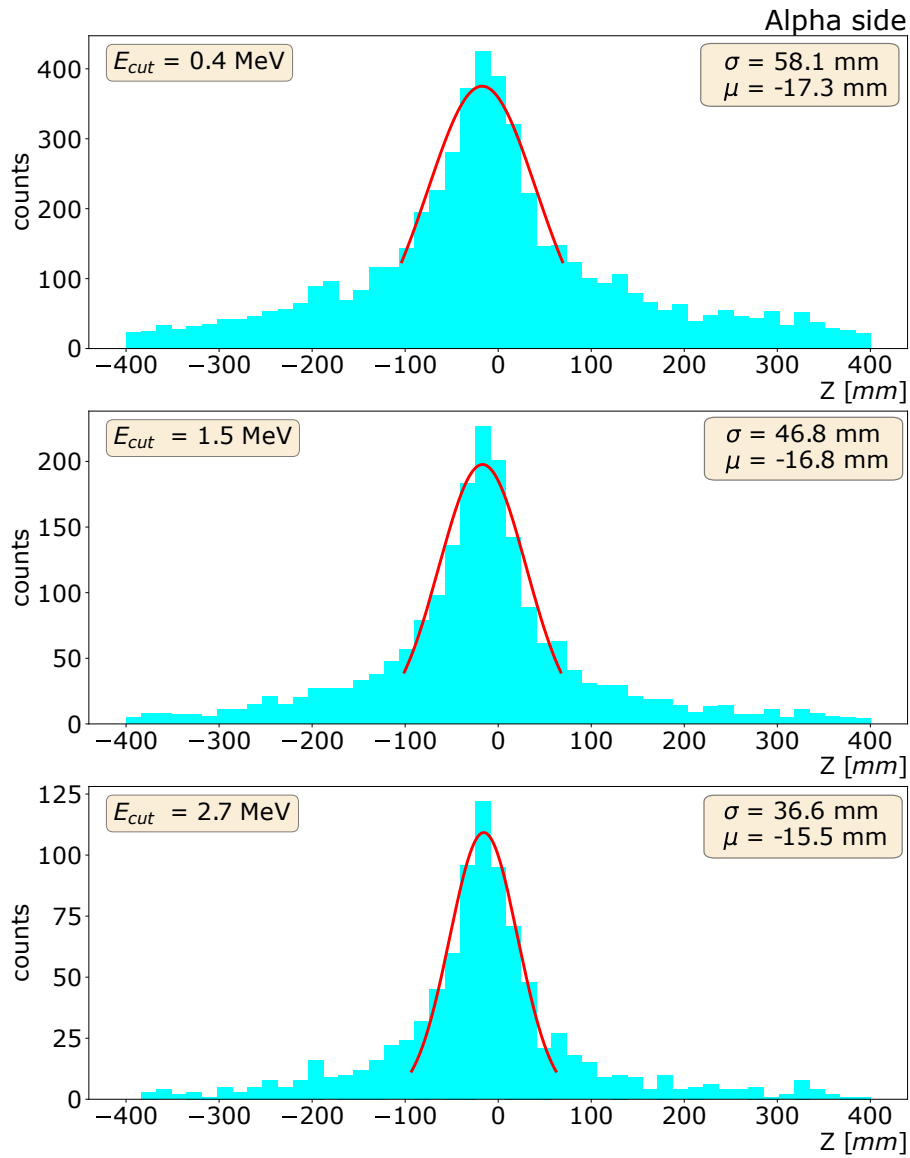 Alpha side
E_cut = 0.4 MeV
σ = 58.1 mm
μ = -17.3 mm
counts
400
300
200
100
0
−400 −300 −200 −100 0 100 200 300 400
Z [mm]
E_cut = 1.5 MeV
σ = 46.8 mm
μ = -16.8 mm
counts
200
150
100
50
0
−400 −300 −200 −100 0 100 200 300 400
Z [mm]
E_cut = 2.7 MeV
σ = 36.6 mm
μ = -15.5 mm
counts
125
100
75
50
25
0
−400 −300 −200 −100 0 100 200 300 400
Z [mm]